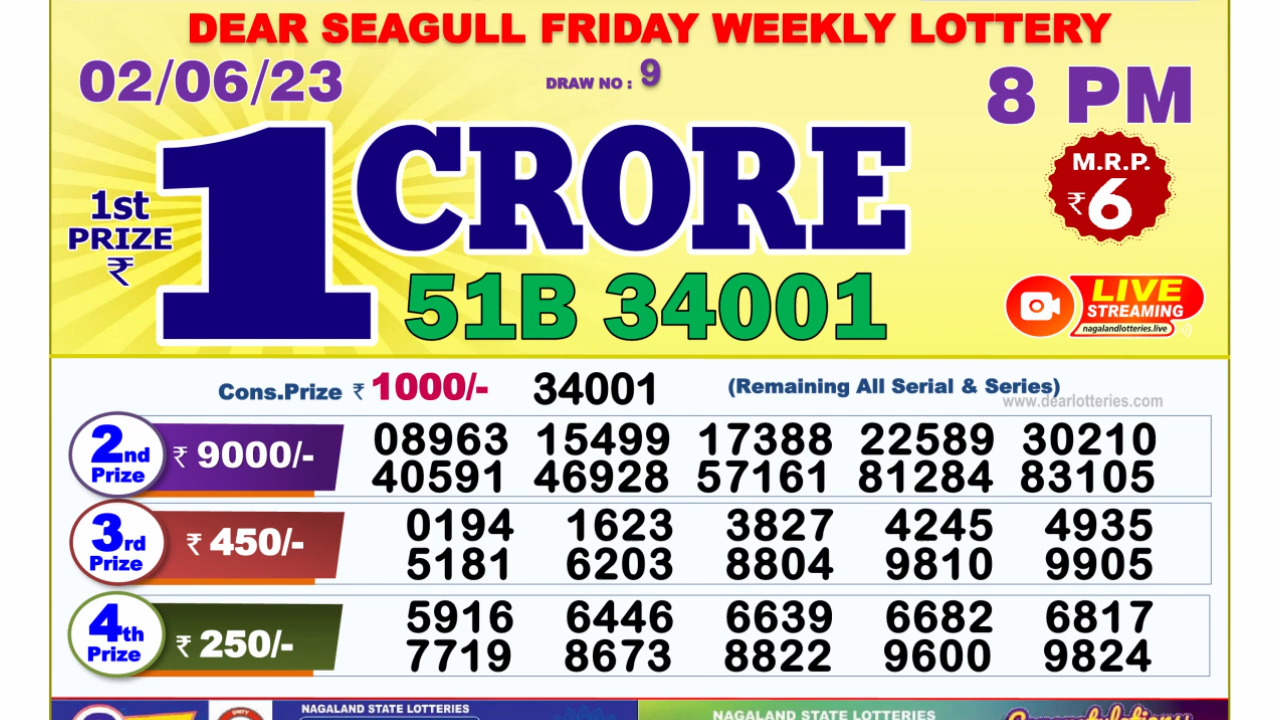 DEAR SEAGULL FRIDAY WEEKLY LOTTERY
02/06/23
DRAW NO : 9
8 PM
1st
PRIZE
₹
1 CRORE
M.R.P.
₹6
51B 34001
LIVE
STREAMING
nagalandlotteries.live
Cons.Prize ₹ 1000/- 34001 (Remaining All Serial & Series)
www.dearlotteries.com
2nd Prize ₹ 9000/-
08963 15499 17388 22589 30210
40591 46928 57161 81284 83105
3rd Prize ₹ 450/-
0194 1623 3827 4245 4935
5181 6203 8804 9810 9905
4th Prize ₹ 250/-
5916 6446 6639 6682 6817
7719 8673 8822 9600 9824
NAGALAND STATE LOTTERIES
NAGALAND STATE LOTTERIES